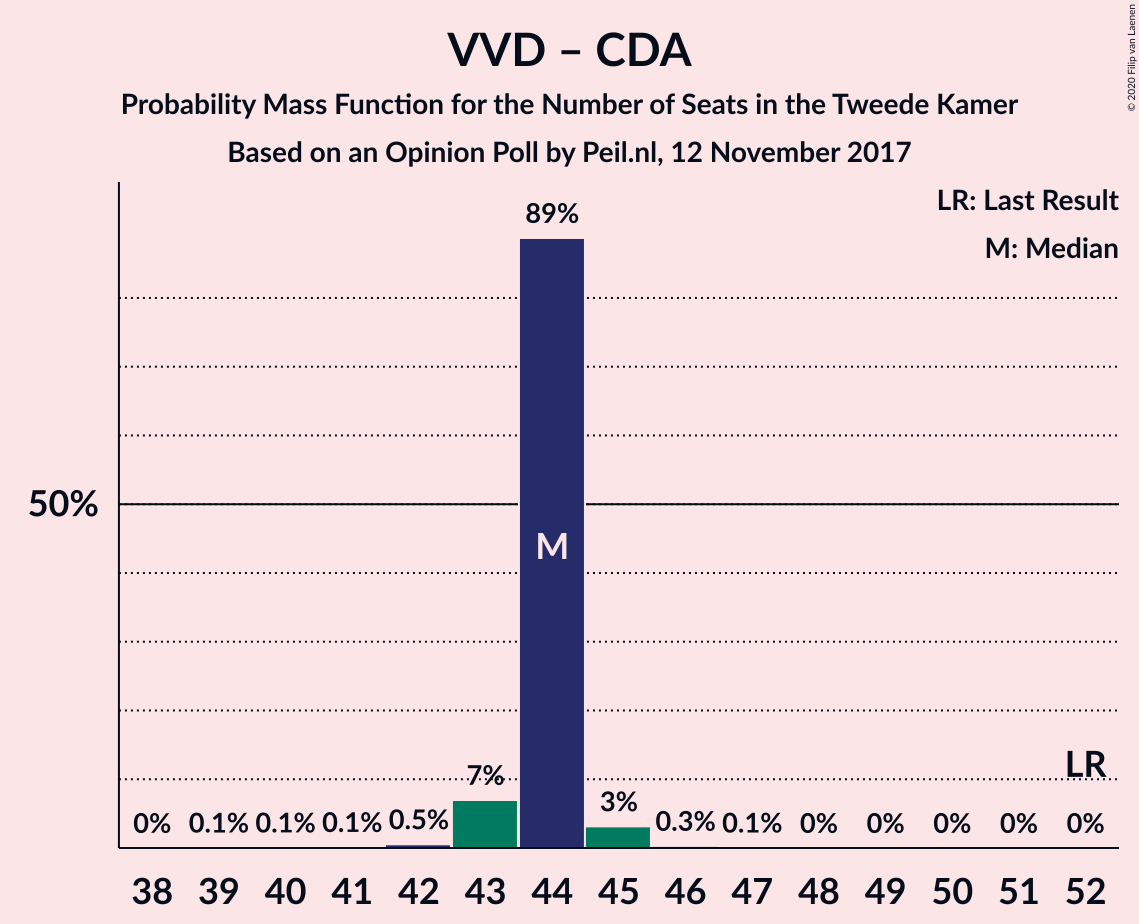 VVD – CDA
Probability Mass Function for the Number of Seats in the Tweede Kamer
Based on an Opinion Poll by Peil.nl, 12 November 2017
© 2020 Filip van Laenen
LR: Last Result
M: Median
89%
50%
M
LR
7%
3%
0% 0.1% 0.1% 0.1% 0.5% 0.3% 0.1% 0% 0% 0% 0% 0%
38 39 40 41 42 43 44 45 46 47 48 49 50 51 52